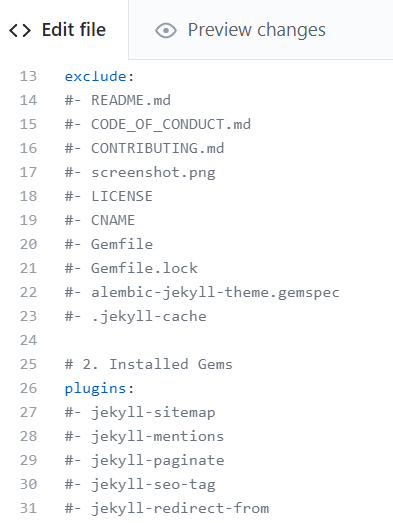 Edit file Preview changes
13 exclude:
14 #- README.md
15 #- CODE_OF_CONDUCT.md
16 #- CONTRIBUTING.md
17 #- screenshot.png
18 #- LICENSE
19 #- CNAME
20 #- Gemfile
21 #- Gemfile.lock
22 #- alembic-jekyll-theme.gemspec
23 #- .jekyll-cache
24
25 # 2. Installed Gems
26 plugins:
27 #- jekyll-sitemap
28 #- jekyll-mentions
29 #- jekyll-paginate
30 #- jekyll-seo-tag
31 #- jekyll-redirect-from